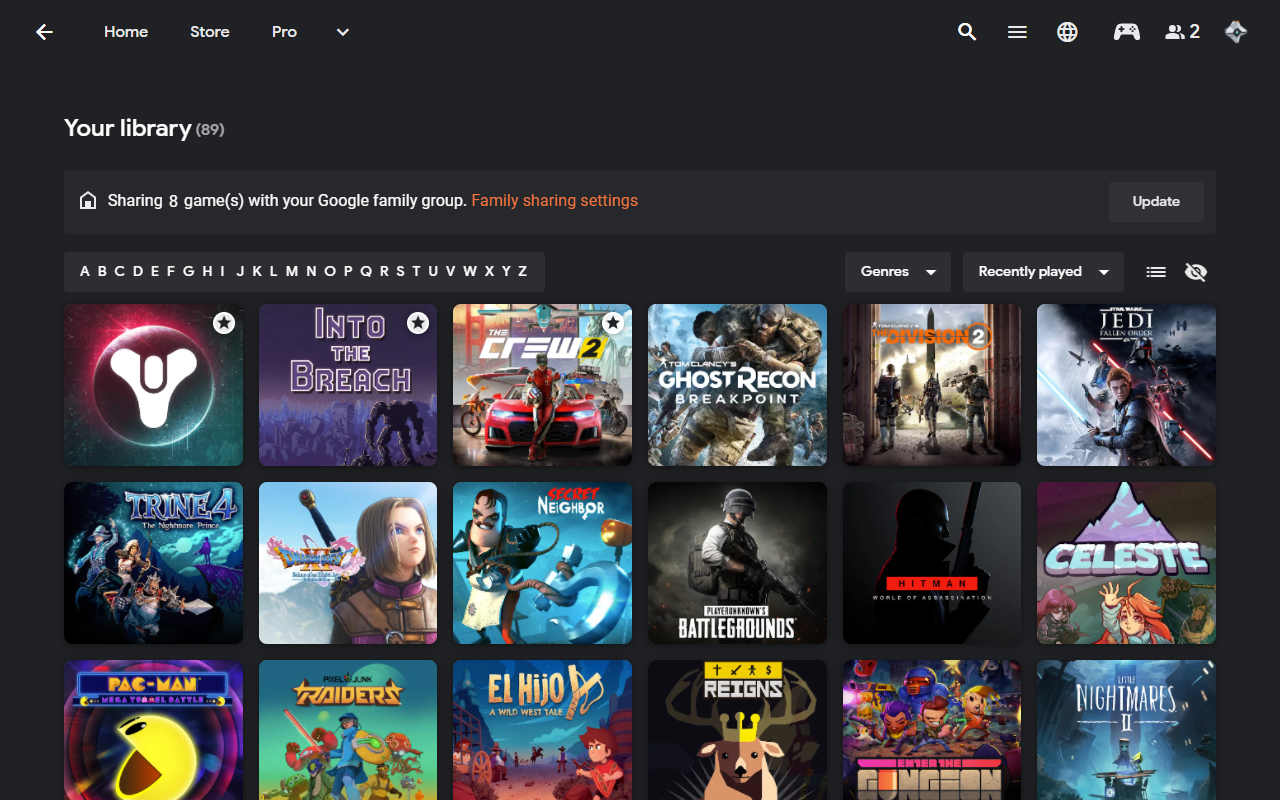 Home Store Pro
2
Your library (89)
Sharing 8 game(s) with your Google family group. Family sharing settings
Update
A B C D E F G H I J K L M N O P Q R S T U V W X Y Z
Genres
Recently played
INTO
THE
BREACH
THE
CREW 2
TOM CLANCY'S
GHOST RECON
BREAKPOINT
TOM CLANCY'S
THE DIVISION 2
STAR WARS
JEDI
FALLEN ORDER
TRINE 4
The Nightmare Prince
DRAGON QUEST XI
SECRET
NEIGHBOR
PLAYERUNKNOWN'S
BATTLEGROUNDS
HITMAN
WORLD OF ASSASSINATION
CELESTE
PAC-MAN
MEGA TUNNEL BATTLE
PIXELJUNK
RAIDERS
EL HIJO
A WILD WEST TALE
REIGNS
ENTER THE
GUNGEON
LITTLE
NIGHTMARES
II